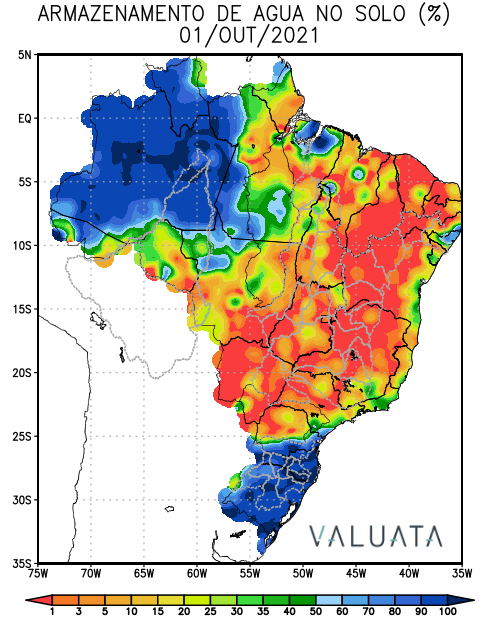 ARMAZENAMENTO DE ÁGUA NO SOLO (%)
01/OUT/2021
5N
EQ
5S
10S
15S
20S
25S
30S
35S
VALUATA
75W 70W 65W 60W 55W 50W 45W 40W 35W
1 3 5 10 15 20 25 30 35 40 50 60 70 80 90 100